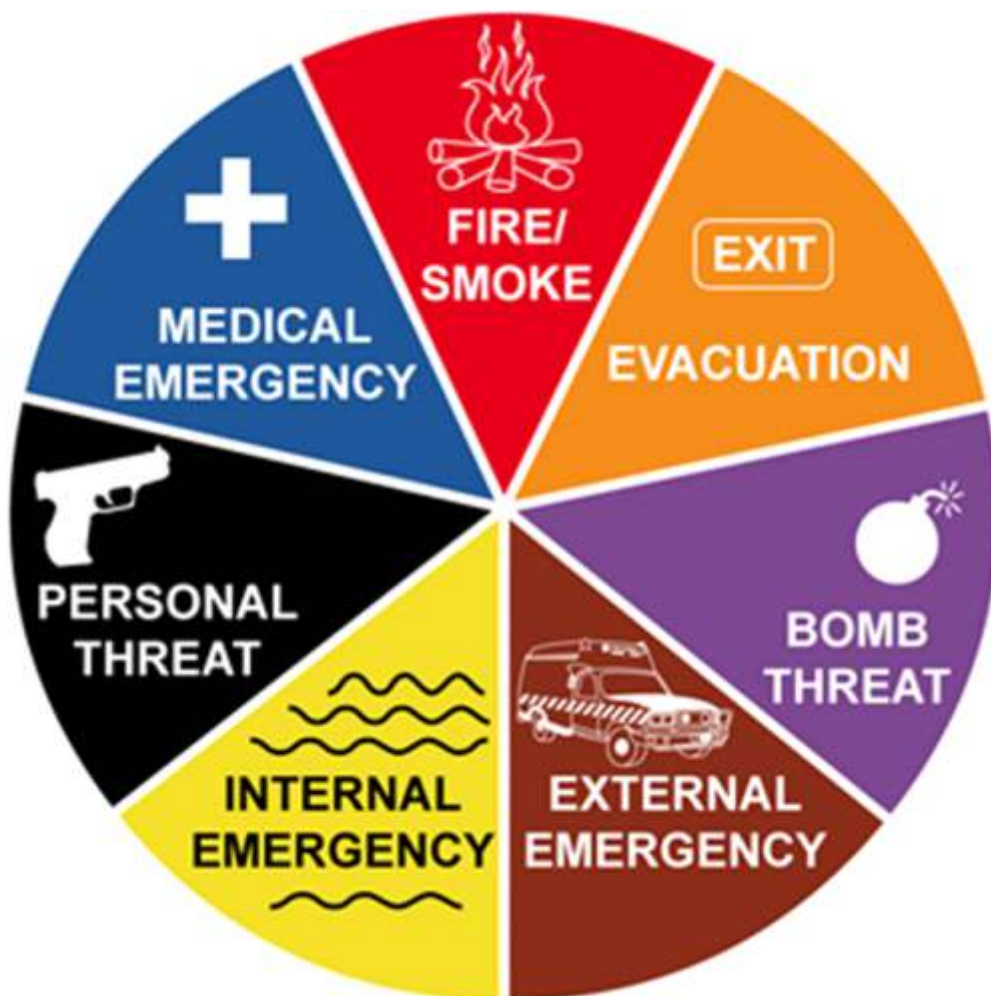 FIRE/
SMOKE
EXIT
EVACUATION
BOMB
THREAT
EXTERNAL
EMERGENCY
INTERNAL
EMERGENCY
PERSONAL
THREAT
MEDICAL
EMERGENCY